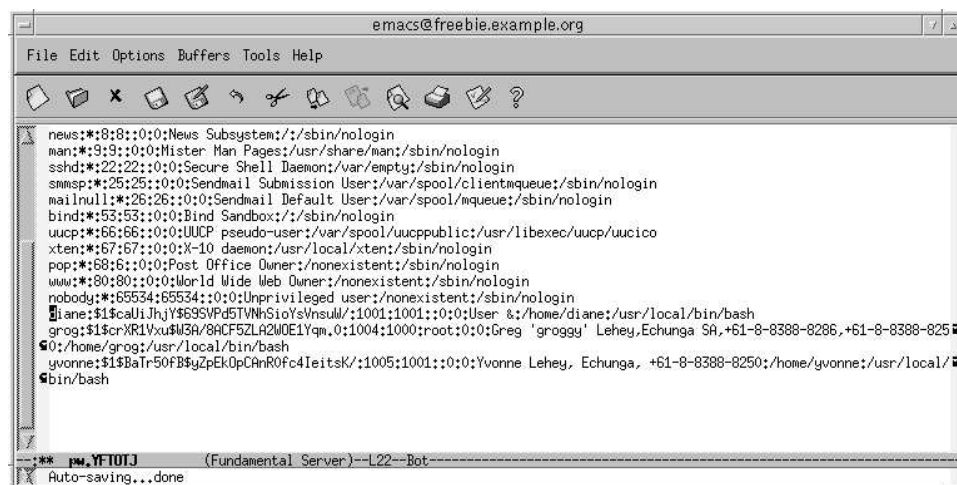 emacs@freebie.example.org
File Edit Options Buffers Tools Help
news:*:8:8::0:0:News Subsystem:/:/sbin/nologin
man:*:9:9::0:0:Mister Man Pages:/usr/share/man:/sbin/nologin
sshd:*:22:22::0:0:Secure Shell Daemon:/var/empty:/sbin/nologin
smmsp:*:25:25::0:0:Sendmail Submission User:/var/spool/clientmqueue:/sbin/nologin
mailnull:*:26:26::0:0:Sendmail Default User:/var/spool/mqueue:/sbin/nologin
bind:*:53:53::0:0:Bind Sandbox:/:/sbin/nologin
uucp:*:66:66::0:0:UUCP pseudo-user:/var/spool/uucppublic:/usr/libexec/uucp/uucico
xten:*:67:67::0:0:X-10 daemon:/usr/local/xten:/sbin/nologin
pop:*:68:6::0:0:Post Office Owner:/nonexistent:/sbin/nologin
www:*:80:80::0:0:World Wide Web Owner:/nonexistent:/sbin/nologin
nobody:*:65534:65534::0:0:Unprivileged user:/nonexistent:/sbin/nologin
diane:$1$caUiJhjY$69SVPd5TVNhSioYsVnsuW/:1001:1001::0:0:User &:/home/diane:/usr/local/bin/bash
grog:$1$crXR1Vxu$W3A/8ACF5ZLA2WOE1Yqm.0:1004:1000:root:0:0:Greg 'groggy' Lehey,Echunga SA,+61-8-8388-8286,+61-8-8388-825
0:/home/grog:/usr/local/bin/bash
yvonne:$1$BaTr50fB$yZpEkOpCAnR0fc4IeitsK/:1005:1001::0:0:Yvonne Lehey, Echunga, +61-8-8388-8250:/home/yvonne:/usr/local/
bin/bash
--:** pw.YFTOTJ (Fundamental Server)--L22--Bot--------
Auto-saving...done